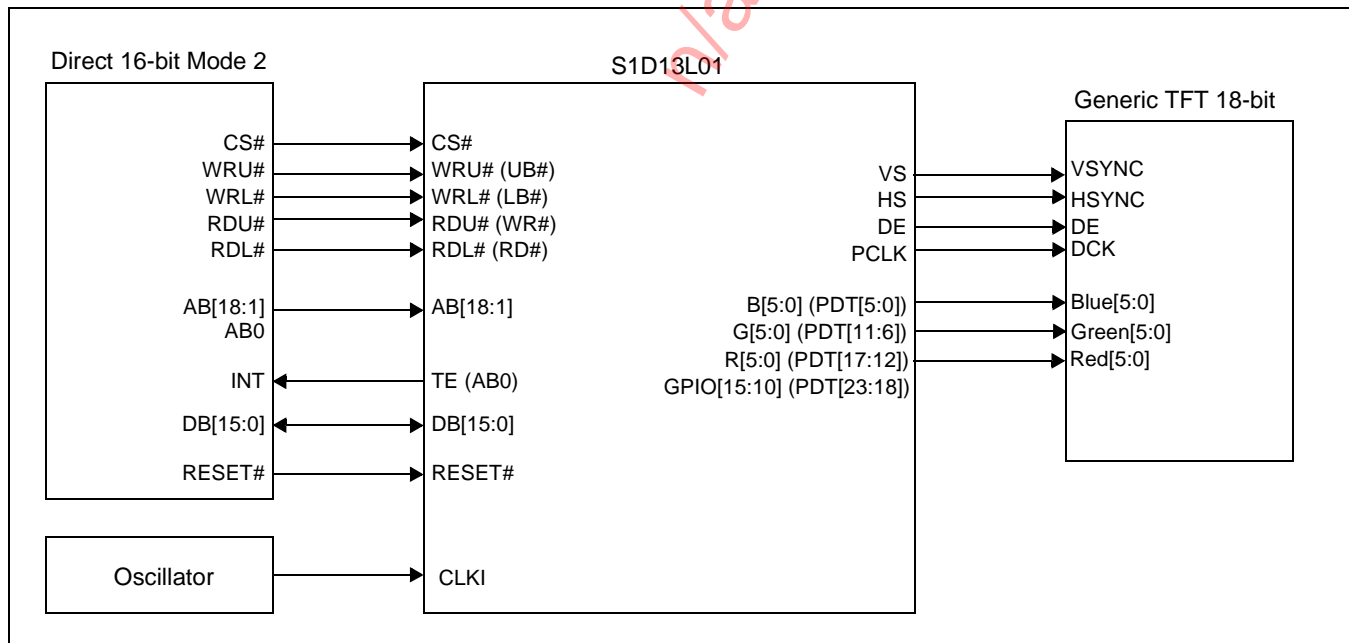 n/a
Direct 16-bit Mode 2
S1D13L01
Generic TFT 18-bit
CS#
WRU#
WRL#
RDU#
RDL#
AB[18:1]
AB0
INT
DB[15:0]
RESET#
CS#
WRU# (UB#)
WRL# (LB#)
RDU# (WR#)
RDL# (RD#)
AB[18:1]
TE (AB0)
DB[15:0]
RESET#
CLKI
VS
HS
DE
PCLK
B[5:0] (PDT[5:0])
G[5:0] (PDT[11:6])
R[5:0] (PDT[17:12])
GPIO[15:10] (PDT[23:18])
VSYNC
HSYNC
DE
DCK
Blue[5:0]
Green[5:0]
Red[5:0]
Oscillator